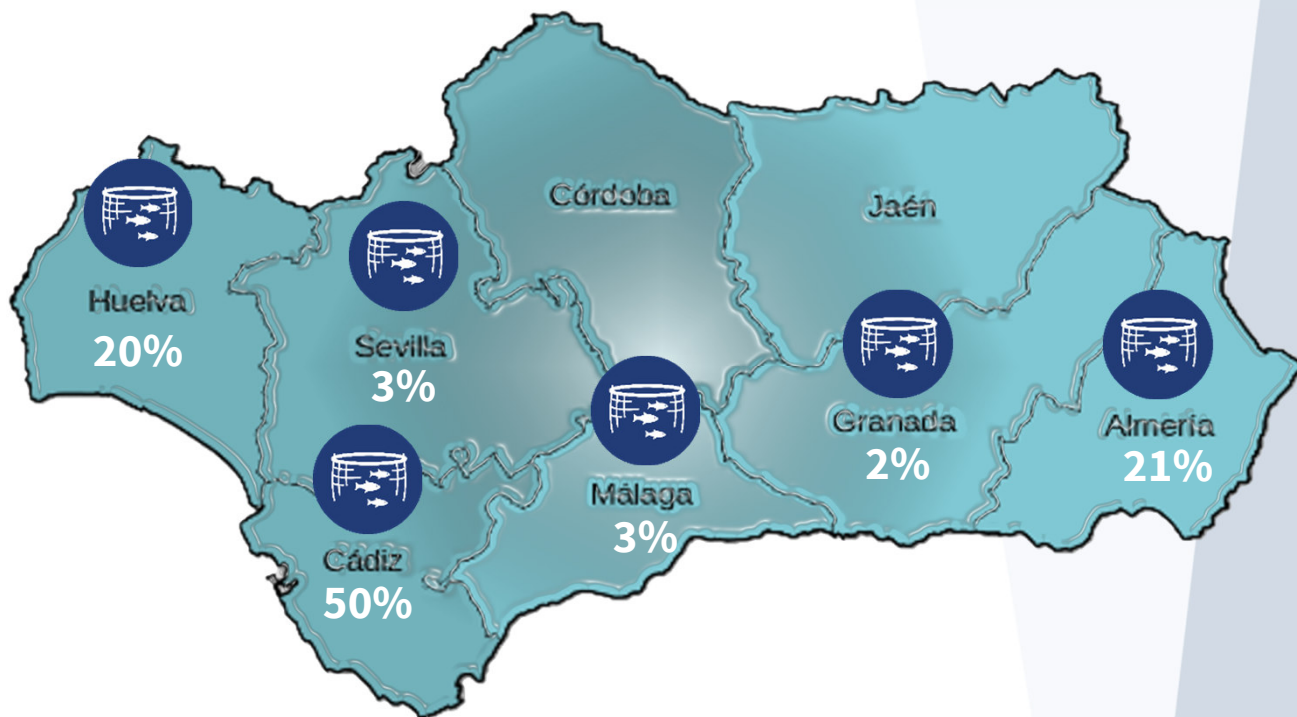 Córdoba
Jaén
Huelva
20%
Sevilla
3%
Granada
2%
Almería
21%
Málaga
3%
Cádiz
50%